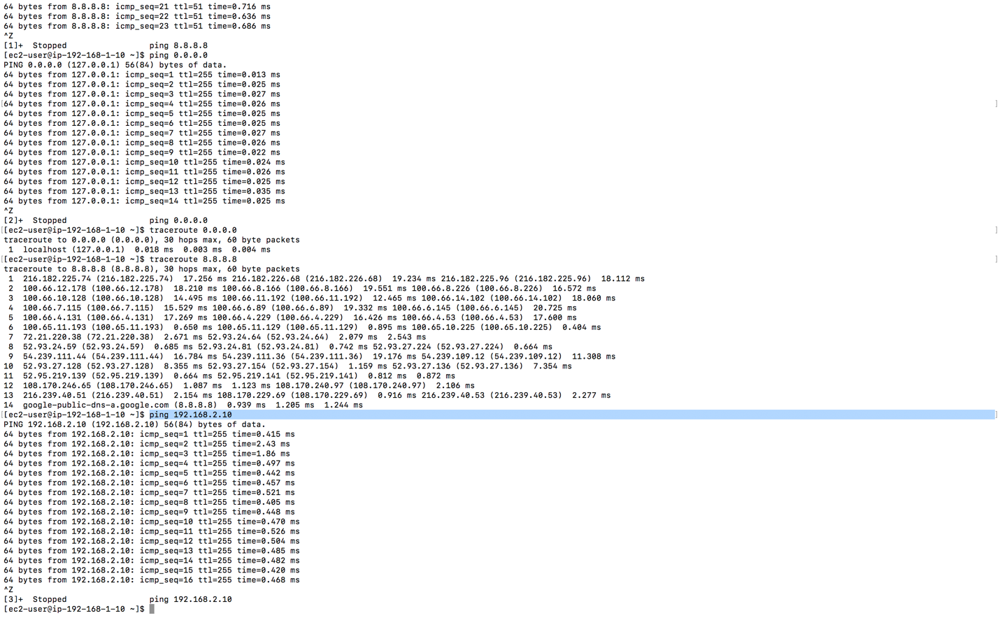 64 bytes from 8.8.8.8: icmp_seq=21 ttl=51 time=0.716 ms
64 bytes from 8.8.8.8: icmp_seq=22 ttl=51 time=0.636 ms
64 bytes from 8.8.8.8: icmp_seq=23 ttl=51 time=0.686 ms
^Z
[1]+  Stopped                 ping 8.8.8.8
[ec2-user@ip-192-168-1-10 ~]$ ping 0.0.0.0
PING 0.0.0.0 (127.0.0.1) 56(84) bytes of data.
64 bytes from 127.0.0.1: icmp_seq=1 ttl=255 time=0.013 ms
64 bytes from 127.0.0.1: icmp_seq=2 ttl=255 time=0.025 ms
64 bytes from 127.0.0.1: icmp_seq=3 ttl=255 time=0.027 ms
[64 bytes from 127.0.0.1: icmp_seq=4 ttl=255 time=0.026 ms ]
64 bytes from 127.0.0.1: icmp_seq=5 ttl=255 time=0.025 ms
64 bytes from 127.0.0.1: icmp_seq=6 ttl=255 time=0.025 ms
64 bytes from 127.0.0.1: icmp_seq=7 ttl=255 time=0.027 ms
64 bytes from 127.0.0.1: icmp_seq=8 ttl=255 time=0.026 ms
64 bytes from 127.0.0.1: icmp_seq=9 ttl=255 time=0.022 ms
64 bytes from 127.0.0.1: icmp_seq=10 ttl=255 time=0.024 ms
64 bytes from 127.0.0.1: icmp_seq=11 ttl=255 time=0.026 ms
64 bytes from 127.0.0.1: icmp_seq=12 ttl=255 time=0.025 ms
64 bytes from 127.0.0.1: icmp_seq=13 ttl=255 time=0.035 ms
64 bytes from 127.0.0.1: icmp_seq=14 ttl=255 time=0.025 ms
^Z
[2]+  Stopped                 ping 0.0.0.0
[[ec2-user@ip-192-168-1-10 ~]$ traceroute 0.0.0.0 ]
traceroute to 0.0.0.0 (0.0.0.0), 30 hops max, 60 byte packets
 1  localhost (127.0.0.1)  0.018 ms  0.003 ms  0.004 ms
[[ec2-user@ip-192-168-1-10 ~]$ traceroute 8.8.8.8 ]
traceroute to 8.8.8.8 (8.8.8.8), 30 hops max, 60 byte packets
 1  216.182.225.74 (216.182.225.74)  17.256 ms 216.182.226.68 (216.182.226.68)  19.234 ms 216.182.225.96 (216.182.225.96)  18.112 ms
 2  100.66.12.178 (100.66.12.178)  18.210 ms 100.66.8.166 (100.66.8.166)  19.551 ms 100.66.8.226 (100.66.8.226)  16.572 ms
 3  100.66.10.128 (100.66.10.128)  14.495 ms 100.66.11.192 (100.66.11.192)  12.465 ms 100.66.14.102 (100.66.14.102)  18.060 ms
 4  100.66.7.115 (100.66.7.115)  15.529 ms 100.66.6.89 (100.66.6.89)  19.332 ms 100.66.6.145 (100.66.6.145)  20.725 ms
 5  100.66.4.131 (100.66.4.131)  17.269 ms 100.66.4.229 (100.66.4.229)  16.426 ms 100.66.4.53 (100.66.4.53)  17.600 ms
 6  100.65.11.193 (100.65.11.193)  0.650 ms 100.65.11.129 (100.65.11.129)  0.895 ms 100.65.10.225 (100.65.10.225)  0.404 ms
 7  72.21.220.38 (72.21.220.38)  2.671 ms 52.93.24.64 (52.93.24.64)  2.079 ms  2.543 ms
 8  52.93.24.59 (52.93.24.59)  0.685 ms 52.93.24.81 (52.93.24.81)  0.742 ms 52.93.27.224 (52.93.27.224)  0.664 ms
 9  54.239.111.44 (54.239.111.44)  16.784 ms 54.239.111.36 (54.239.111.36)  19.176 ms 54.239.109.12 (54.239.109.12)  11.308 ms
10  52.93.27.128 (52.93.27.128)  8.355 ms 52.93.27.154 (52.93.27.154)  1.159 ms 52.93.27.136 (52.93.27.136)  7.354 ms
11  52.95.219.139 (52.95.219.139)  0.664 ms 52.95.219.141 (52.95.219.141)  0.812 ms  0.872 ms
12  108.170.246.65 (108.170.246.65)  1.087 ms  1.123 ms 108.170.240.97 (108.170.240.97)  2.106 ms
13  216.239.40.51 (216.239.40.51)  2.154 ms 108.170.229.69 (108.170.229.69)  0.916 ms 216.239.40.53 (216.239.40.53)  2.277 ms
14  google-public-dns-a.google.com (8.8.8.8)  0.939 ms  1.205 ms  1.244 ms
[[ec2-user@ip-192-168-1-10 ~]$ ping 192.168.2.10 ]
PING 192.168.2.10 (192.168.2.10) 56(84) bytes of data.
64 bytes from 192.168.2.10: icmp_seq=1 ttl=255 time=0.415 ms
64 bytes from 192.168.2.10: icmp_seq=2 ttl=255 time=2.43 ms
64 bytes from 192.168.2.10: icmp_seq=3 ttl=255 time=1.86 ms
64 bytes from 192.168.2.10: icmp_seq=4 ttl=255 time=0.497 ms
64 bytes from 192.168.2.10: icmp_seq=5 ttl=255 time=0.442 ms
64 bytes from 192.168.2.10: icmp_seq=6 ttl=255 time=0.457 ms
64 bytes from 192.168.2.10: icmp_seq=7 ttl=255 time=0.521 ms
64 bytes from 192.168.2.10: icmp_seq=8 ttl=255 time=0.405 ms
64 bytes from 192.168.2.10: icmp_seq=9 ttl=255 time=0.448 ms
64 bytes from 192.168.2.10: icmp_seq=10 ttl=255 time=0.470 ms
64 bytes from 192.168.2.10: icmp_seq=11 ttl=255 time=0.526 ms
64 bytes from 192.168.2.10: icmp_seq=12 ttl=255 time=0.504 ms
64 bytes from 192.168.2.10: icmp_seq=13 ttl=255 time=0.485 ms
64 bytes from 192.168.2.10: icmp_seq=14 ttl=255 time=0.482 ms
64 bytes from 192.168.2.10: icmp_seq=15 ttl=255 time=0.420 ms
64 bytes from 192.168.2.10: icmp_seq=16 ttl=255 time=0.468 ms
^Z
[3]+  Stopped                 ping 192.168.2.10
[ec2-user@ip-192-168-1-10 ~]$